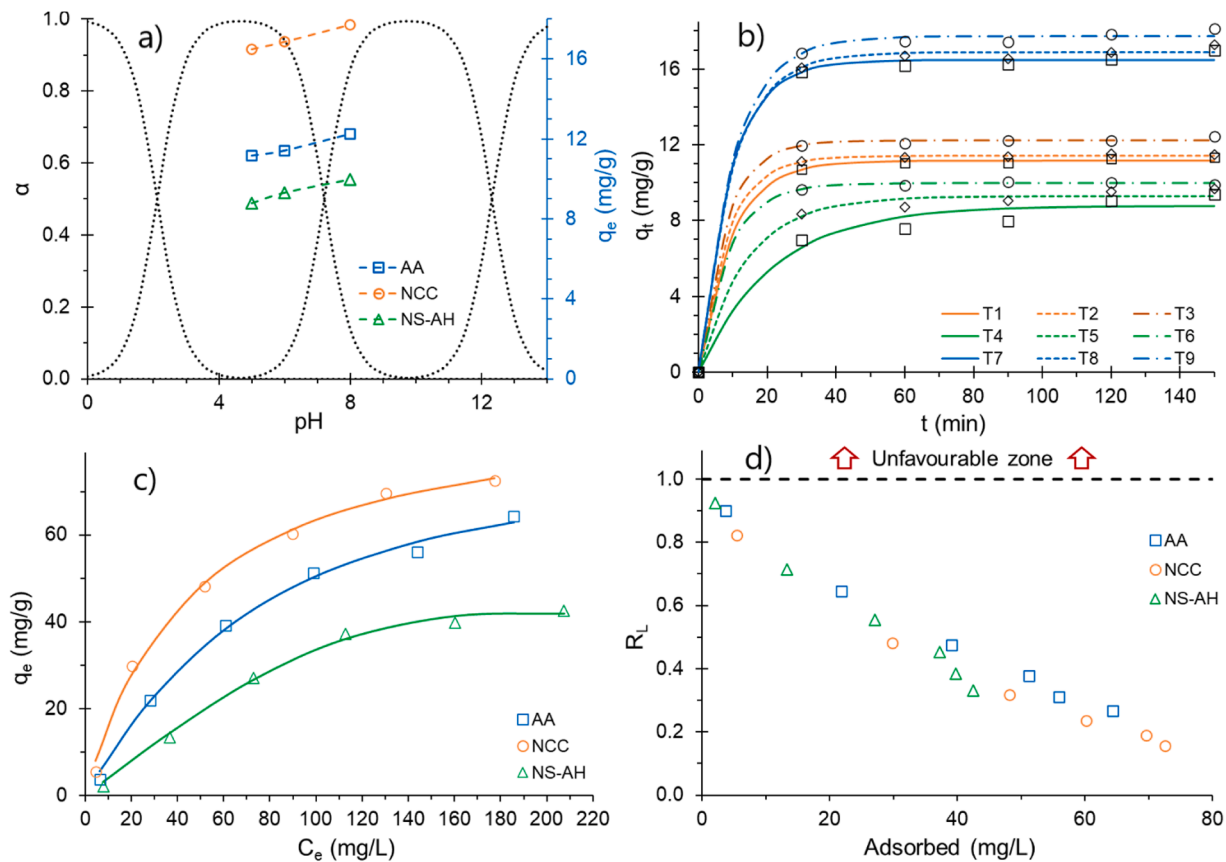 a)
1.0
0.8
0.6
0.4
0.2
0.0
α
0
4
8
12
pH
18
16
12
8
4
0
qe (mg/g)
AA
NCC
NS-AH
b)
16
12
8
4
0
qt (mg/g)
0 20 40 60 80 100 120 140
t (min)
T1 T2 T3
T4 T5 T6
T7 T8 T9
c)
60
40
20
0
qe (mg/g)
0 20 40 60 80 100 120 140 160 180 200 220
Ce (mg/L)
AA
NCC
NS-AH
d)
Unfavourable zone
1.0
0.8
0.6
0.4
0.2
0.0
RL
0 20 40 60 80
Adsorbed (mg/L)
AA
NCC
NS-AH